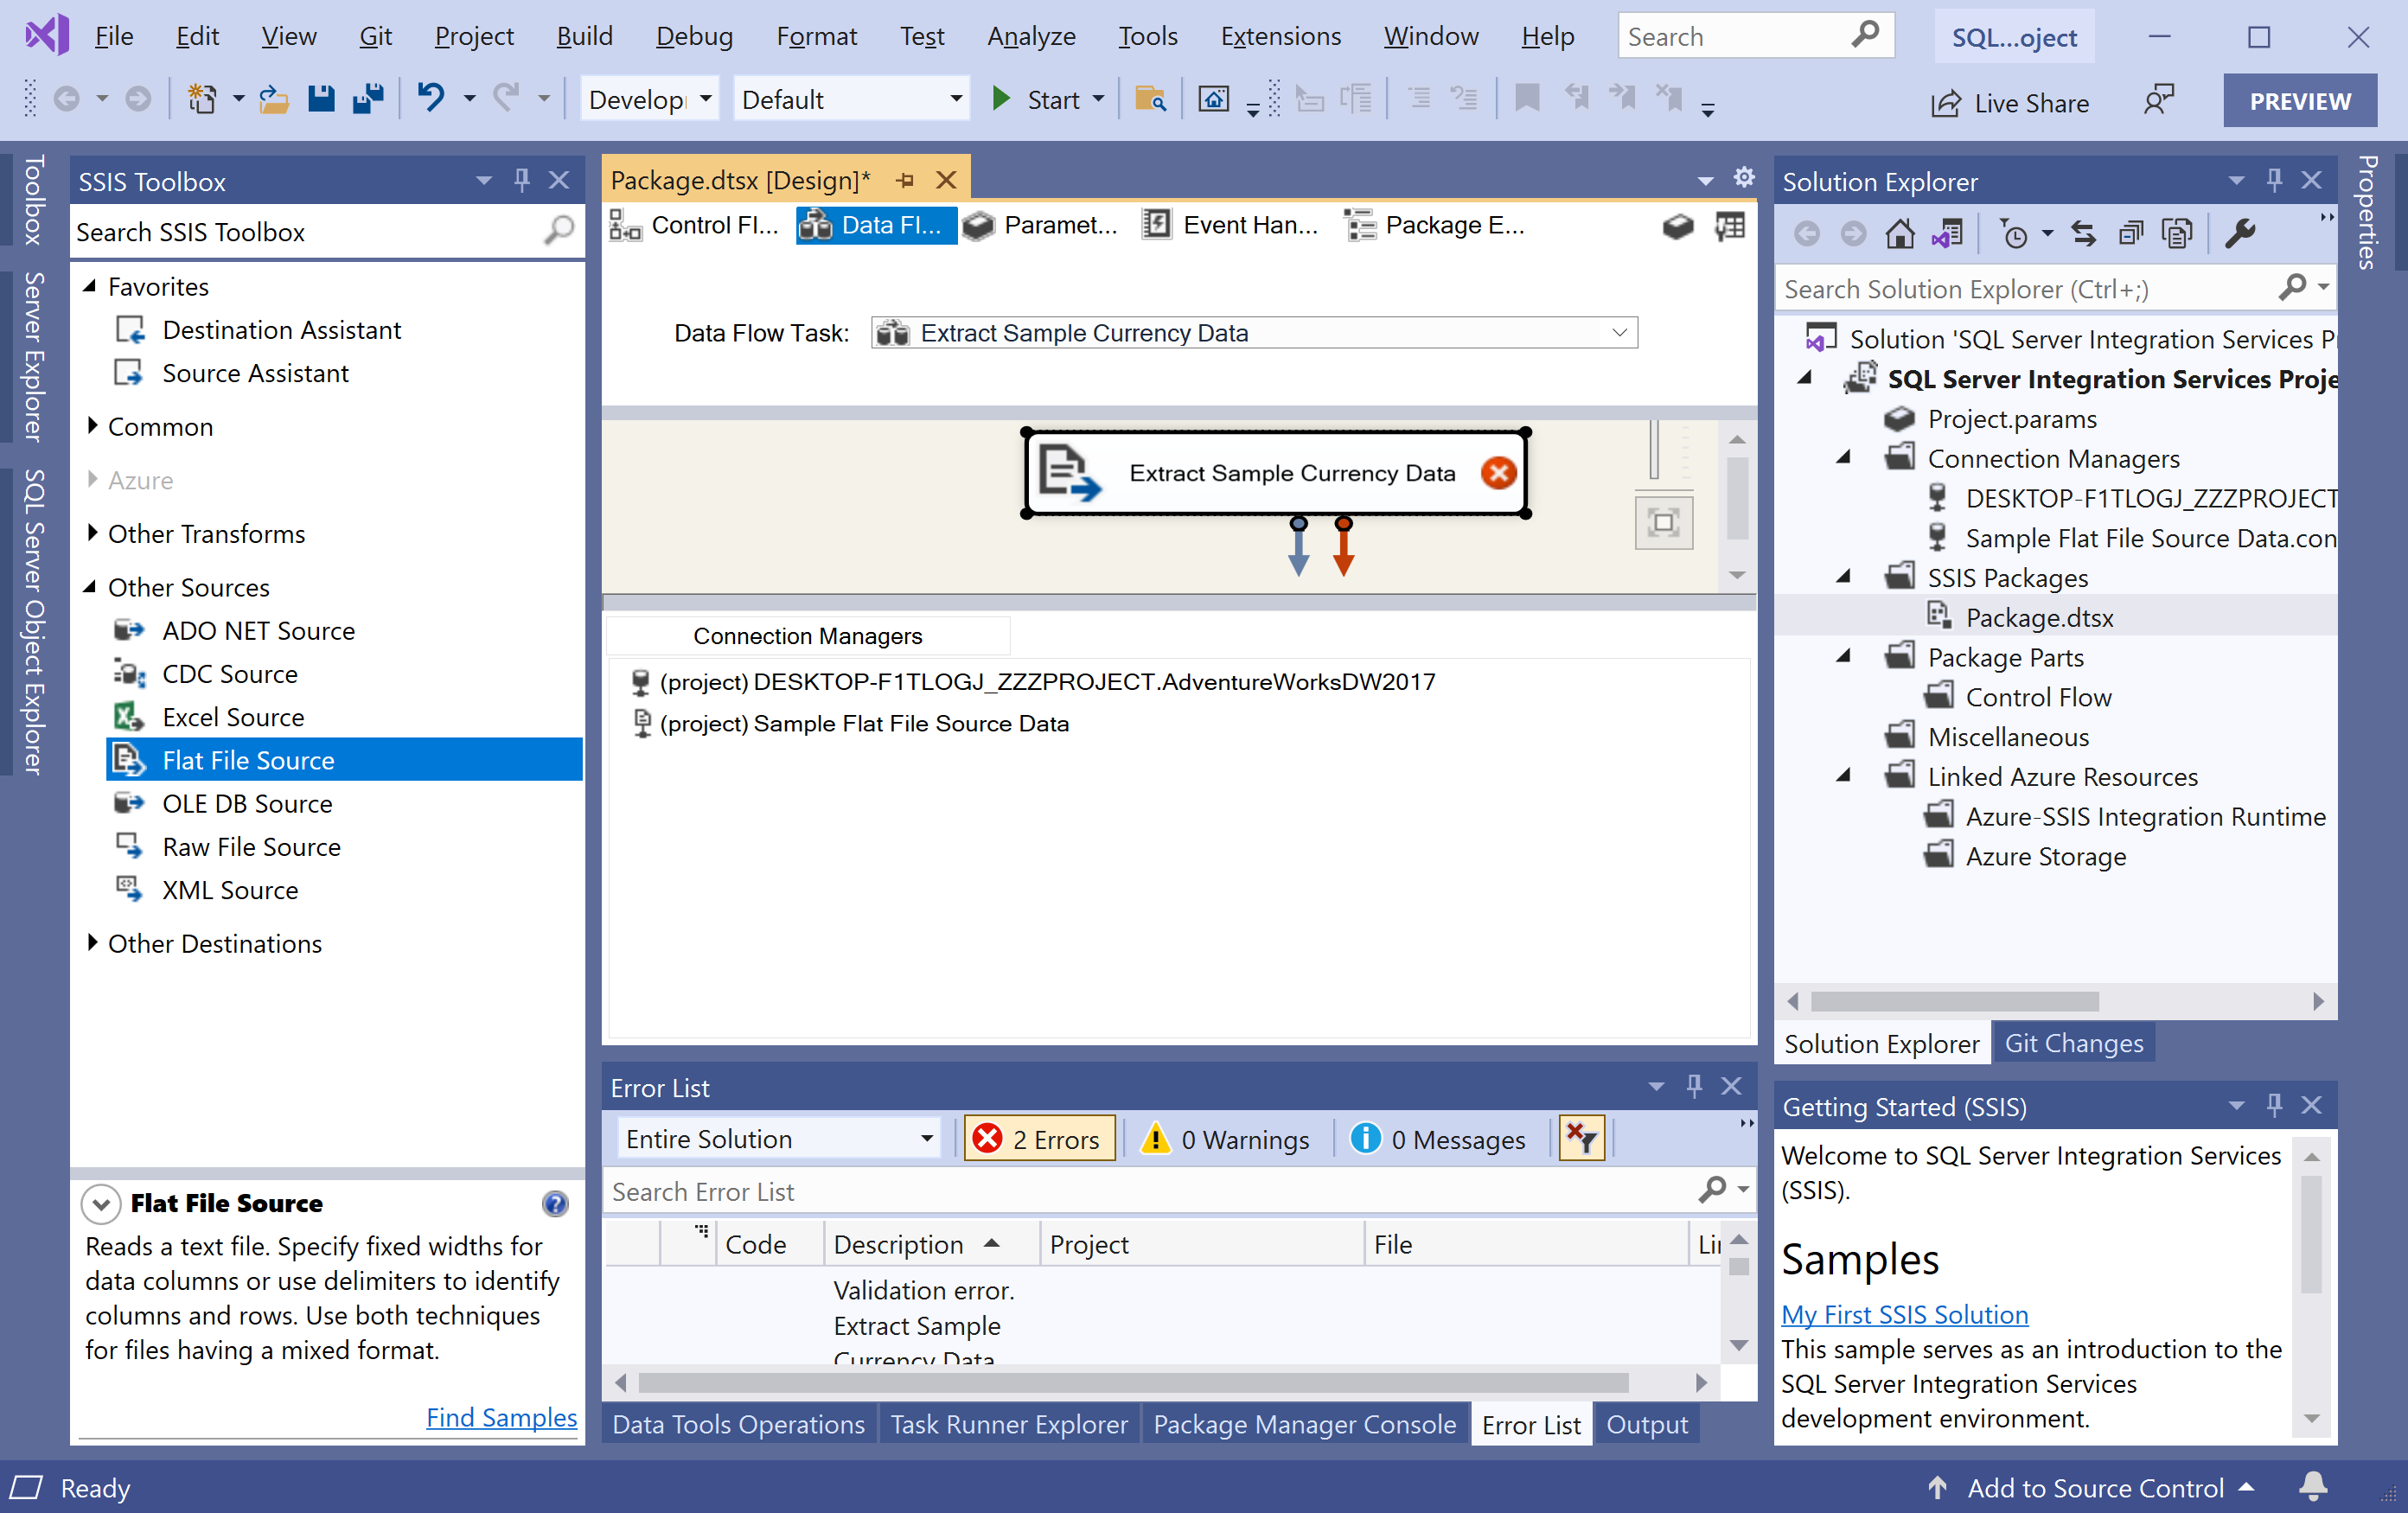 File Edit View Git Project Build Debug Format Test Analyze Tools Extensions Window Help Search SQL...oject
Develop Default Start Live Share PREVIEW
Toolbox
Server Explorer
SQL Server Object Explorer
SSIS Toolbox
Search SSIS Toolbox
Favorites
Destination Assistant
Source Assistant
Common
Azure
Other Transforms
Other Sources
ADO NET Source
CDC Source
Excel Source
Flat File Source
OLE DB Source
Raw File Source
XML Source
Other Destinations
Flat File Source
Reads a text file. Specify fixed widths for
data columns or use delimiters to identify
columns and rows. Use both techniques
for files having a mixed format.
Find Samples
Package.dtsx [Design]*
Control Fl... Data Fl... Paramet... Event Han... Package E...
Data Flow Task: Extract Sample Currency Data
Extract Sample Currency Data
Connection Managers
(project) DESKTOP-F1TLOGJ_ZZZPROJECT.AdventureWorksDW2017
(project) Sample Flat File Source Data
Error List
Entire Solution 2 Errors 0 Warnings 0 Messages
Search Error List
Code Description Project File Li
Validation error.
Extract Sample
Currency Data
Data Tools Operations Task Runner Explorer Package Manager Console Error List Output
Solution Explorer
Search Solution Explorer (Ctrl+;)
Solution 'SQL Server Integration Services P
SQL Server Integration Services Proje
Project.params
Connection Managers
DESKTOP-F1TLOGJ_ZZZPROJECT
Sample Flat File Source Data.con
SSIS Packages
Package.dtsx
Package Parts
Control Flow
Miscellaneous
Linked Azure Resources
Azure-SSIS Integration Runtime
Azure Storage
Solution Explorer Git Changes
Getting Started (SSIS)
Welcome to SQL Server Integration Services
(SSIS).
Samples
My First SSIS Solution
This sample serves as an introduction to the
SQL Server Integration Services
development environment.
Properties
Ready Add to Source Control